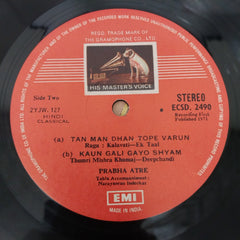 REGD. TRADE MARK OF
THE GRAMOPHONE CO. LTD
HIS MASTER'S VOICE
Side Two
2YJW. 127
HINDI
CLASSICAL
STEREO
ECSD. 2490
Recording First
Published 1971
(a) TAN MAN DHAN TOPE VARUN
Raga : Kalavati—Ek Taal
(b) KAUN GALI GAYO SHYAM
Thumri Mishra Khamaj—Deepchandi
PRABHA ATRE
Tabla Accompaniment :
Narayanrao Indorkar
EMI
MADE IN INDIA